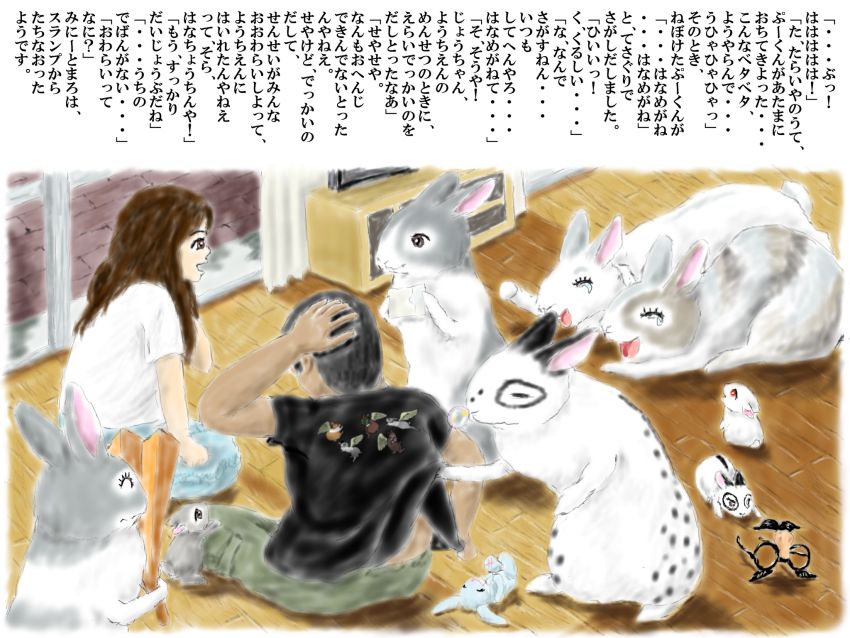 「・・・ぶっ！
はははは！」
「た、たらいやのうて、
ぷーくんがあたまに
おちてきよった・・・
こんなベタベタ、
ようやらんで・・・
うひゃひゃひゃっ」
そのとき、
ねぼけたぷーくんが
「・・・はなめがね
・・・はなめがね」
と、てさぐりで
さがしだしました。
「ひいいっ！
く、くるしい・・・」
「な、なんで
さがすねん・・・
いつも
してへんやろ・・・
はなめがねて・・・」
「そ、そうや！
じょうちゃん、
ようちえんの
めんせつのときに、
えらいでっかいのを
だしとったなあ」
「せやせや。
なんもおへんじ
できんでないとった
んやねえ。
せやけど、でっかいの
だして、
せんせいがみんな
おおわらいしよって、
ようちえんに
はいれたんやねえ
って、そら、
はなちょうちんや！」
「もう、すっかり
だいじょうぶだね」
「・・・うちの
でばんがない・・・」
「おわらいって
なに？」
みにーとまろは、
スランプから
たちなおった
ようです。